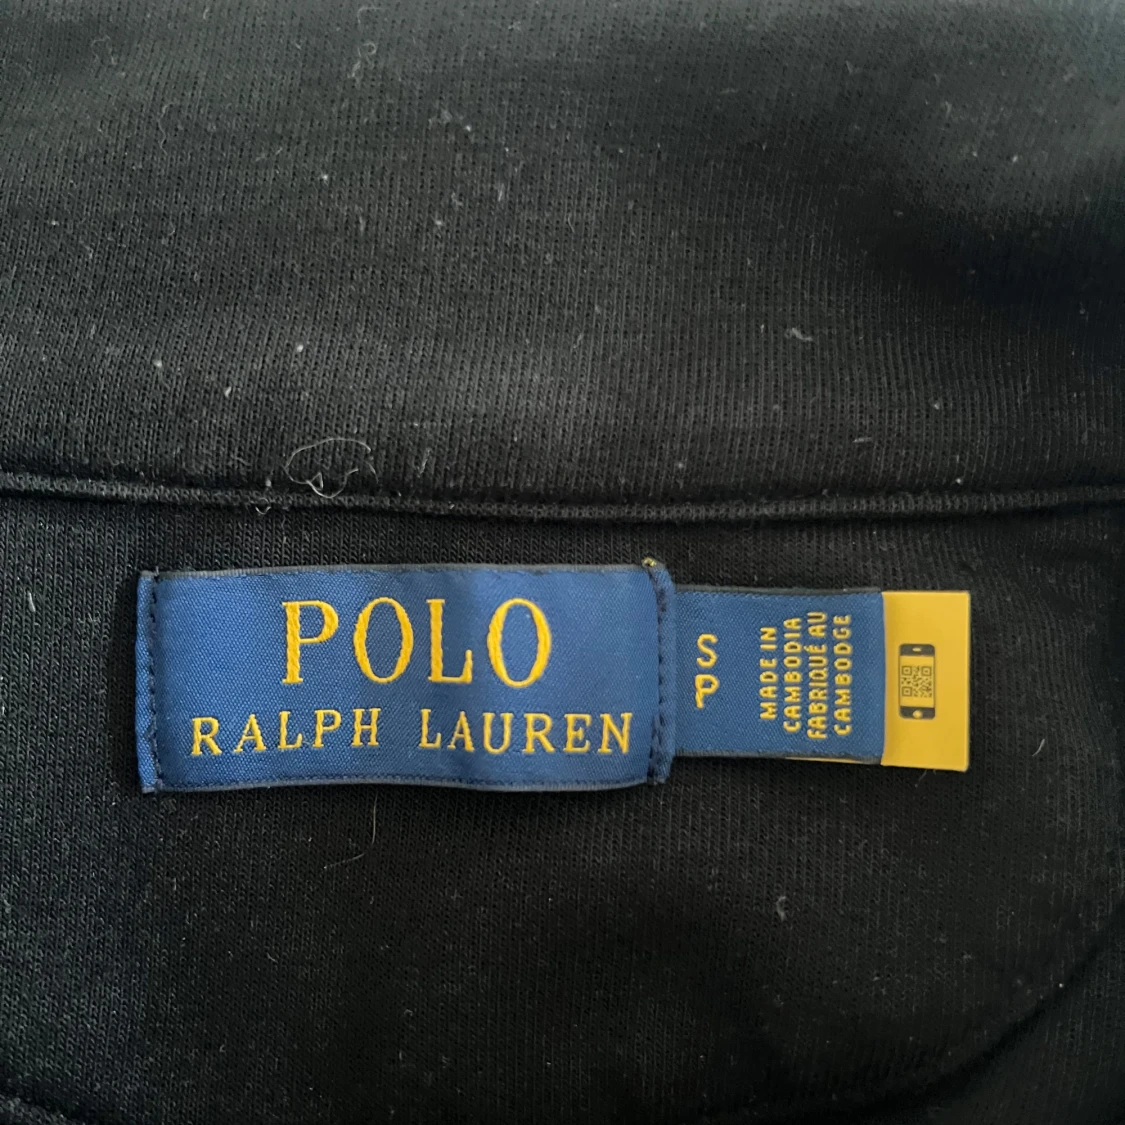 POLO
RALPH LAUREN
S
P
MADE IN
CAMBODIA
FABRIQUÉ AU
CAMBODGE